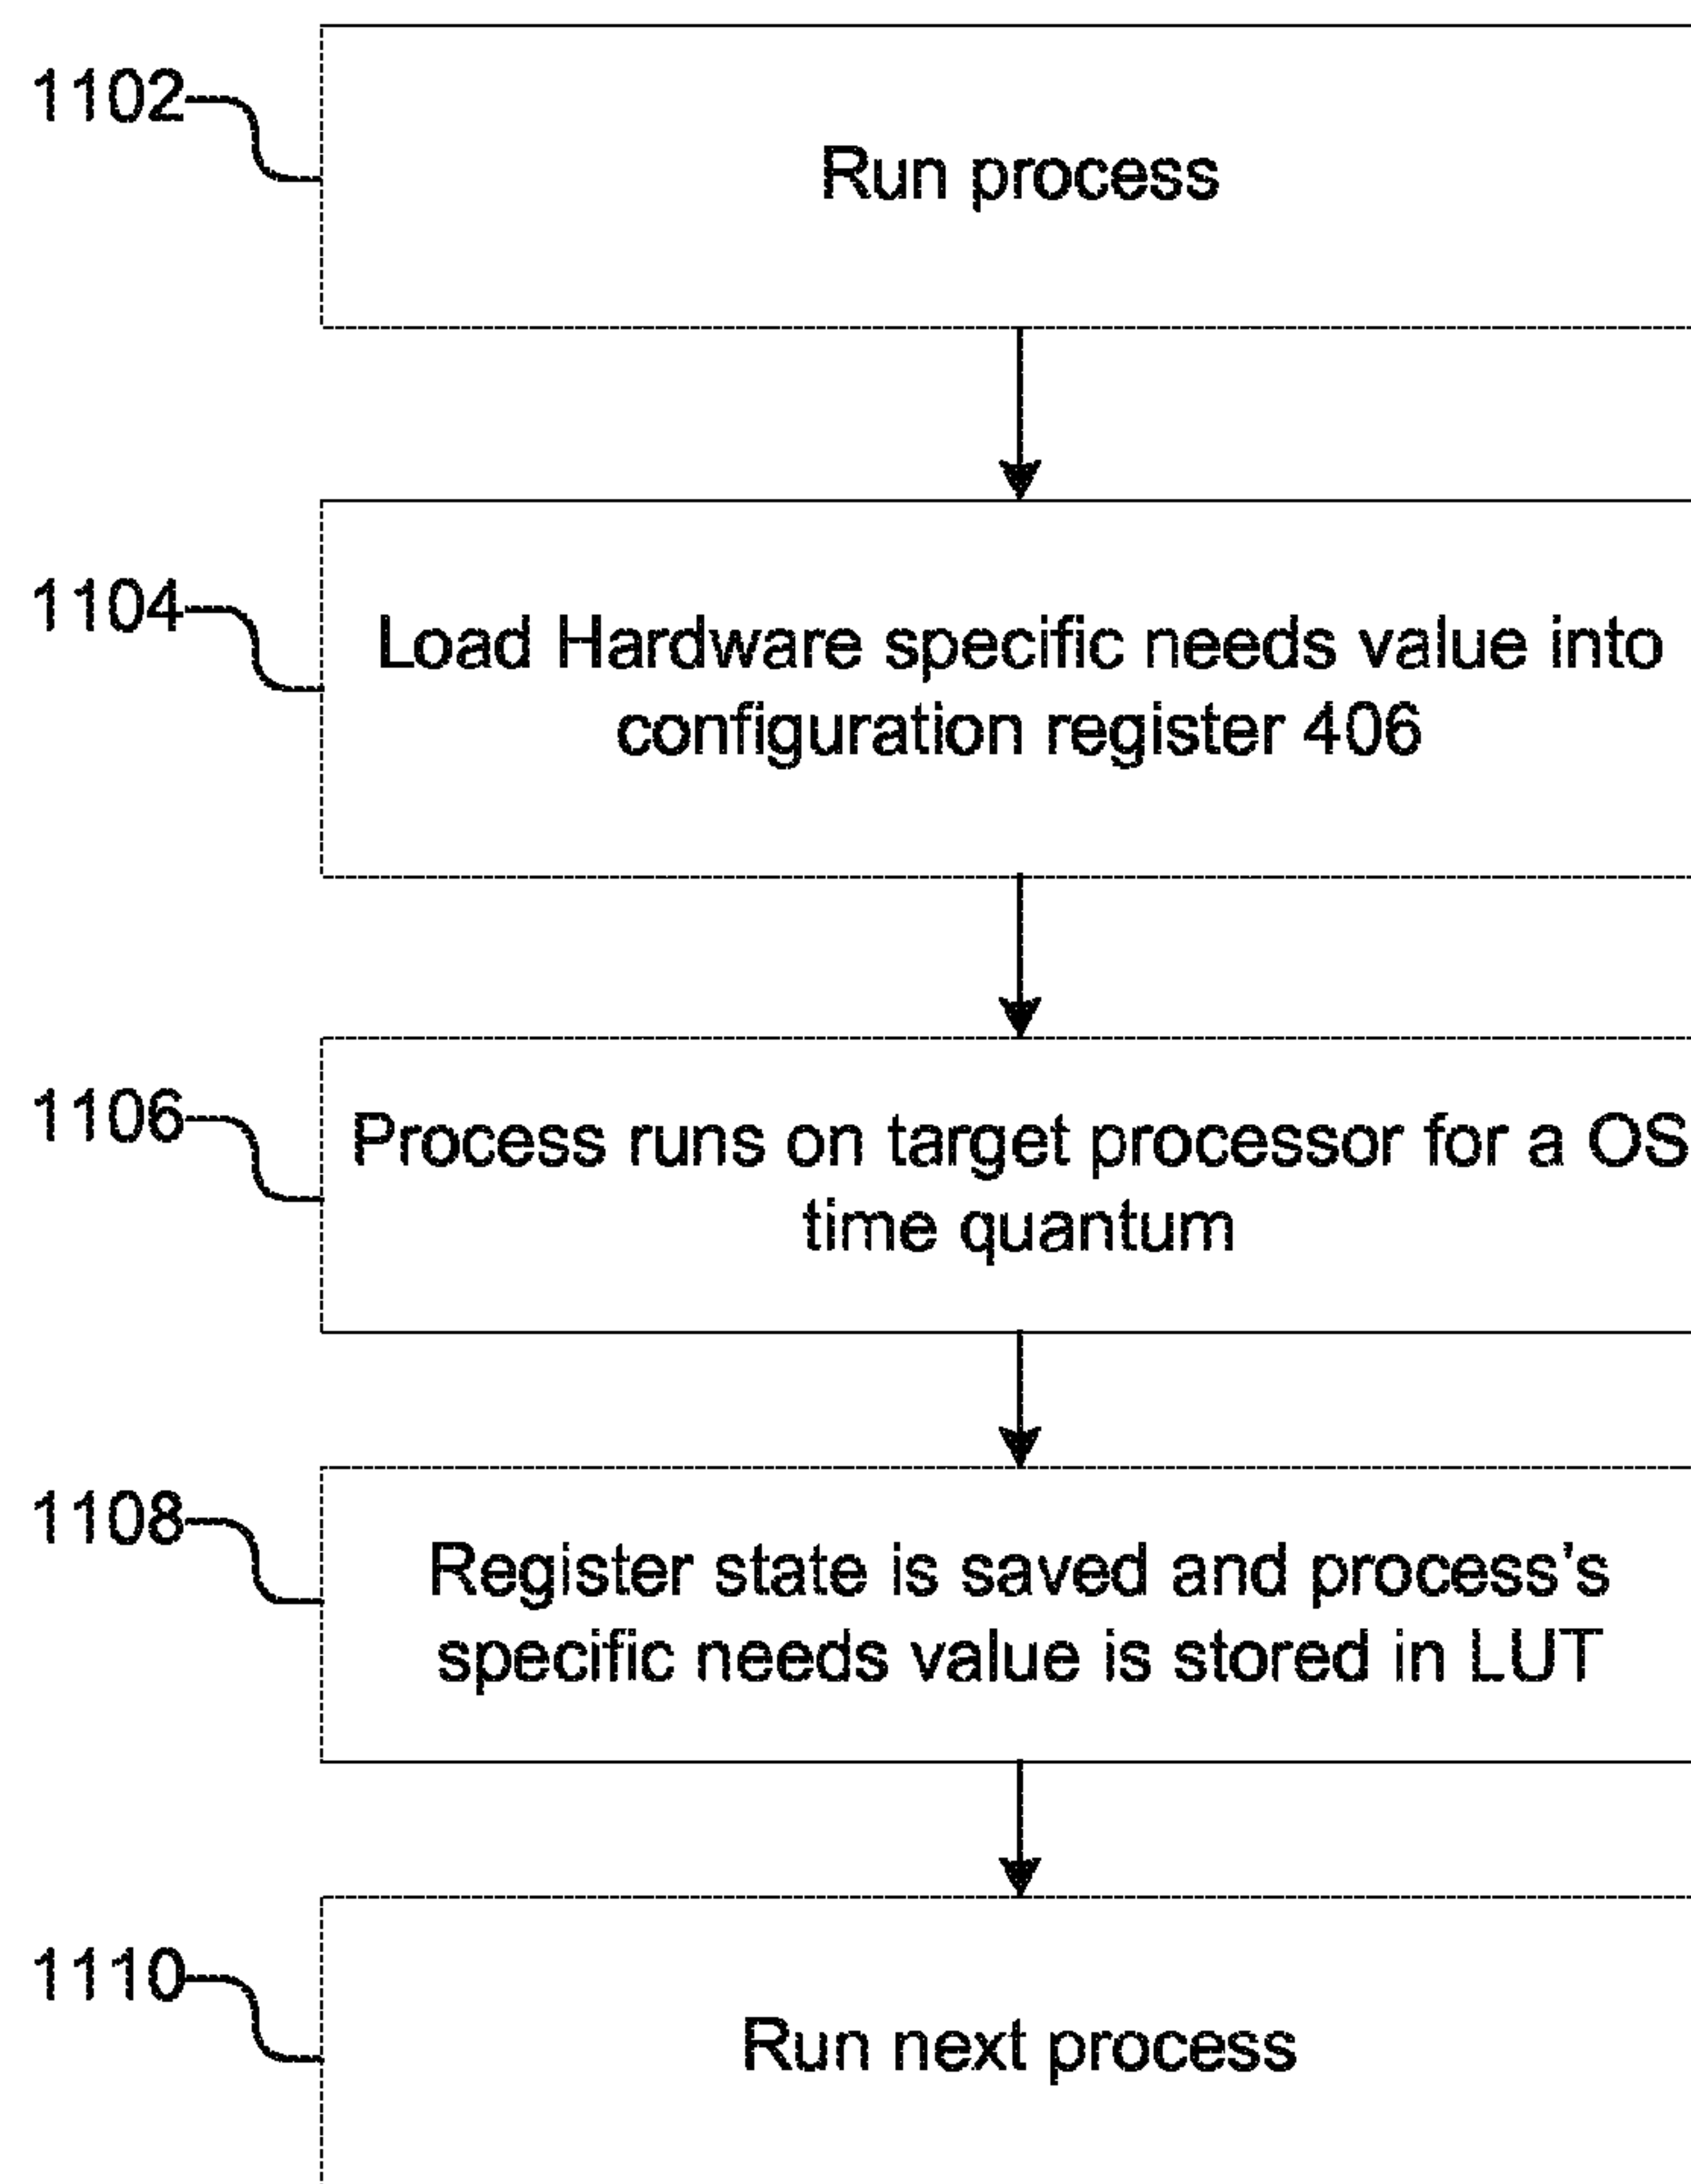 1102
Run process
1104
Load Hardware specific needs value into
configuration register 406
1106
Process runs on target processor for a OS
time quantum
1108
Register state is saved and process's
specific needs value is stored in LUT
1110
Run next process